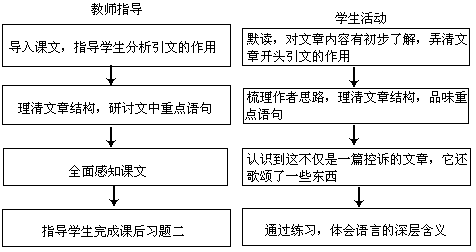 教师指导
导入课文，指导学生分析引文的作用
理清文章结构，研讨文中重点语句
全面感知课文
指导学生完成课后习题二
学生活动
默读，对文章内容有初步了解，弄清文
章开头引文的作用
梳理作者思路，理清文章结构，品味重
点语句
认识到这不仅是一篇控诉的文章，它还
歌颂了一些东西
通过练习，体会语言的深层含义